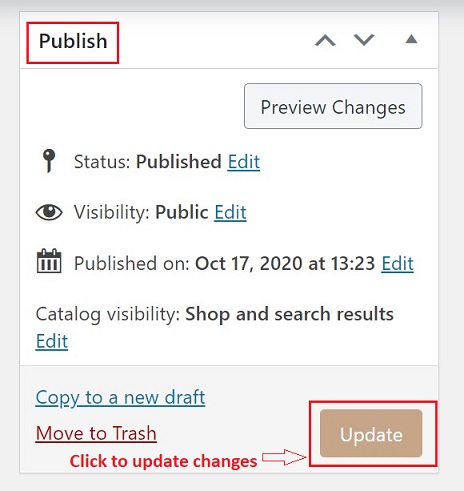 Publish
Preview Changes
Status: Published Edit
Visibility: Public Edit
Published on: Oct 17, 2020 at 13:23 Edit
Catalog visibility: Shop and search results
Edit
Copy to a new draft
Move to Trash
Update
Click to update changes